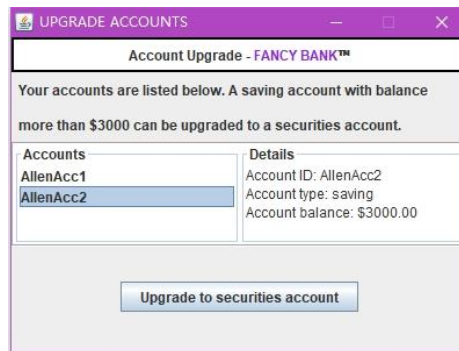 UPGRADE ACCOUNTS
Account Upgrade - FANCY BANK™
Your accounts are listed below. A saving account with balance
more than $3000 can be upgraded to a securities account.
Accounts
AllenAcc1
AllenAcc2
Details
Account ID: AllenAcc2
Account type: saving
Account balance: $3000.00
Upgrade to securities account